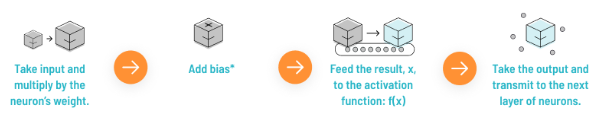 Take input and
multiply by the
neuron's weight.
Add bias*
Feed the result, x,
to the activation
function: f(x)
Take the output and
transmit to the next
layer of neurons.